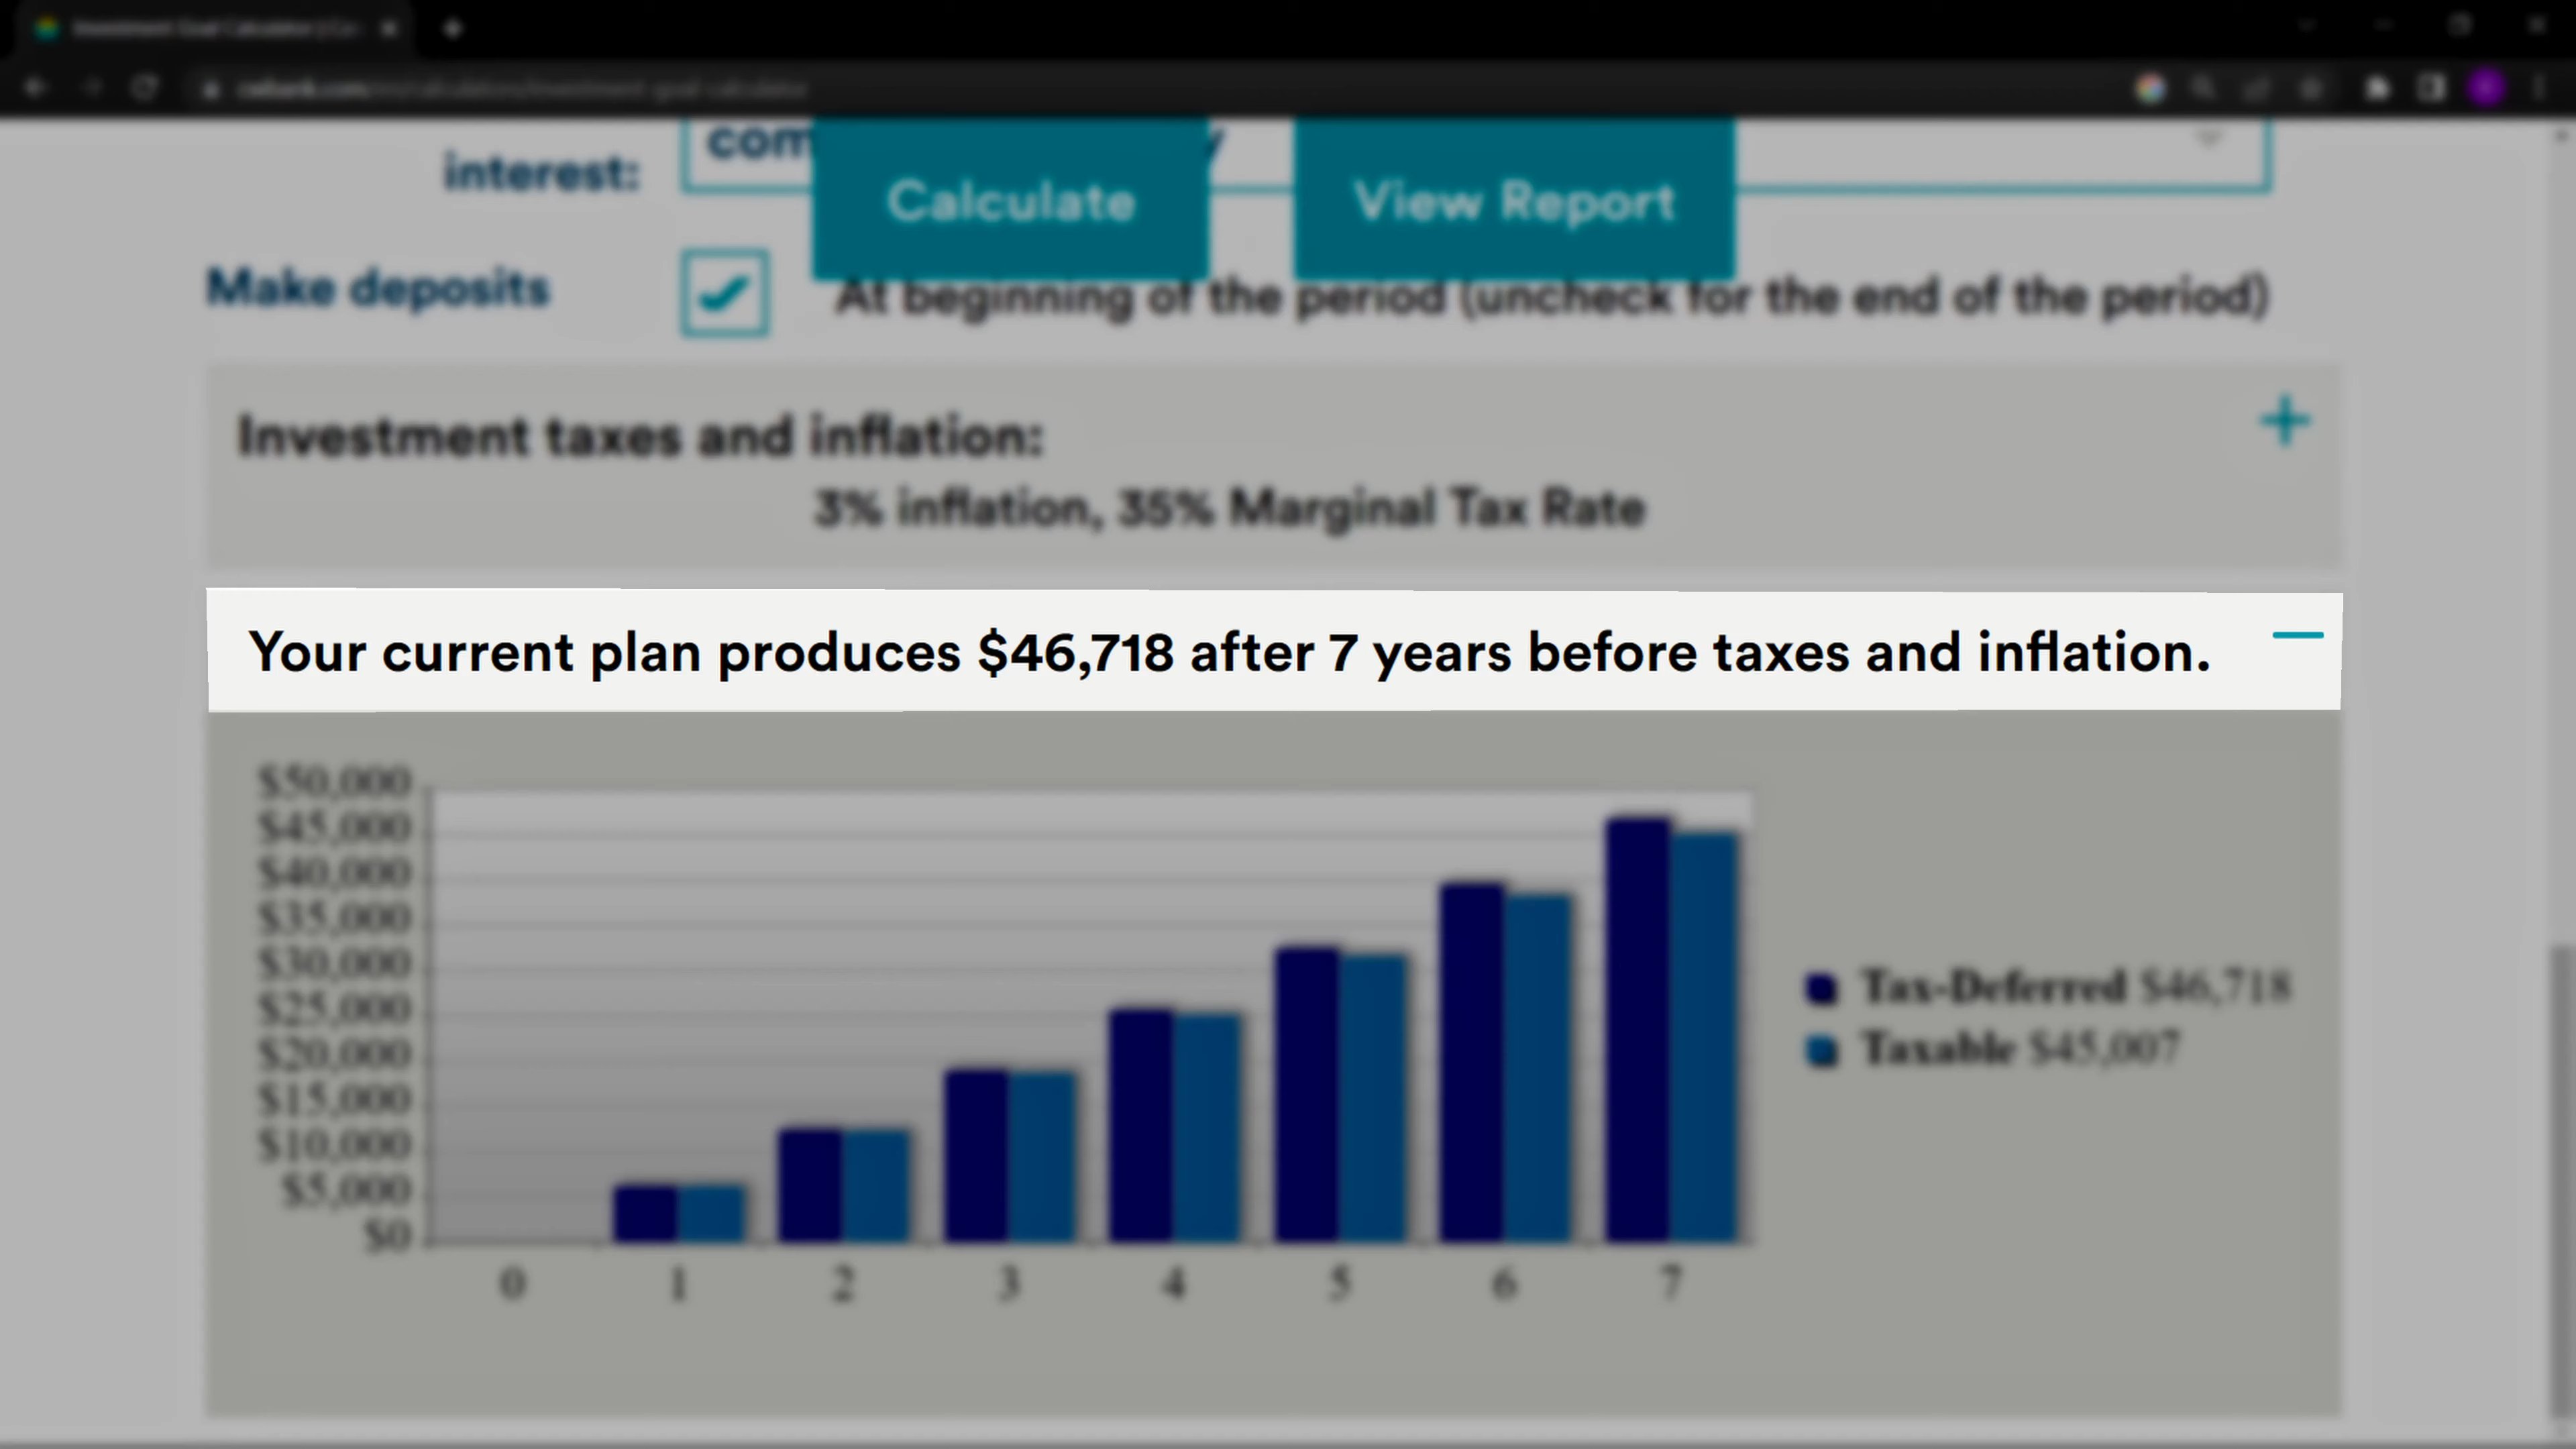 Investment Goal Calculator
interest:
com
y
Calculate
View Report
Make deposits
At beginning of the period (uncheck for the end of the period)
Investment taxes and inflation:
3% inflation, 35% Marginal Tax Rate
Your current plan produces $46,718 after 7 years before taxes and inflation.
$50,000
$45,000
$40,000
$35,000
$30,000
$25,000
$20,000
$15,000
$10,000
$5,000
$0
0 1 2 3 4 5 6 7
Tax-Deferred $46,718
Taxable $45,007